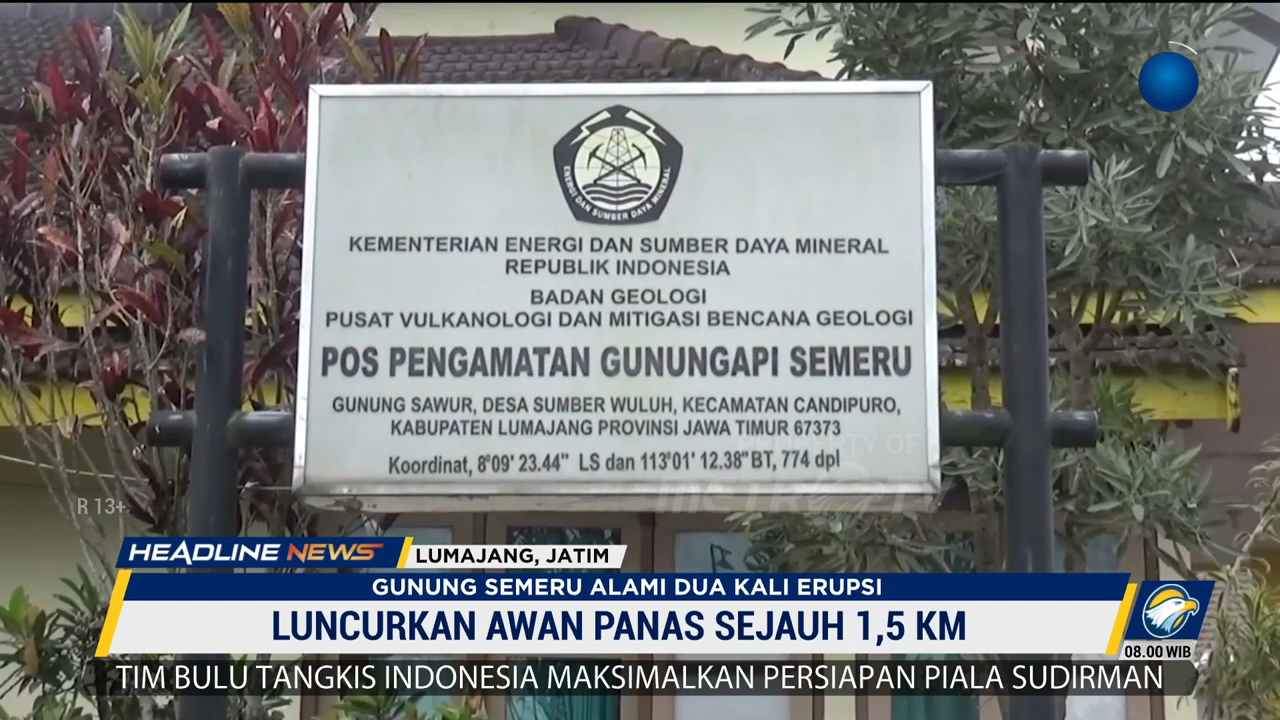 ENERGI DAN SUMBER DAYA MINERAL
KEMENTERIAN ENERGI DAN SUMBER DAYA MINERAL
REPUBLIK INDONESIA
BADAN GEOLOGI
PUSAT VULKANOLOGI DAN MITIGASI BENCANA GEOLOGI
POS PENGAMATAN GUNUNGAPI SEMERU
GUNUNG SAWUR, DESA SUMBER WULUH, KECAMATAN CANDIPURO,
KABUPATEN LUMAJANG PROVINSI JAWA TIMUR 67373
Koordinat, 8°09' 23.44" LS dan 113°01' 12.38" BT, 774 dpl
PROPERTY OF
METRO TV
R 13+
HEADLINE NEWS
LUMAJANG, JATIM
GUNUNG SEMERU ALAMI DUA KALI ERUPSI
LUNCURKAN AWAN PANAS SEJAUH 1,5 KM
08.00 WIB
TIM BULU TANGKIS INDONESIA MAKSIMALKAN PERSIAPAN PIALA SUDIRMAN